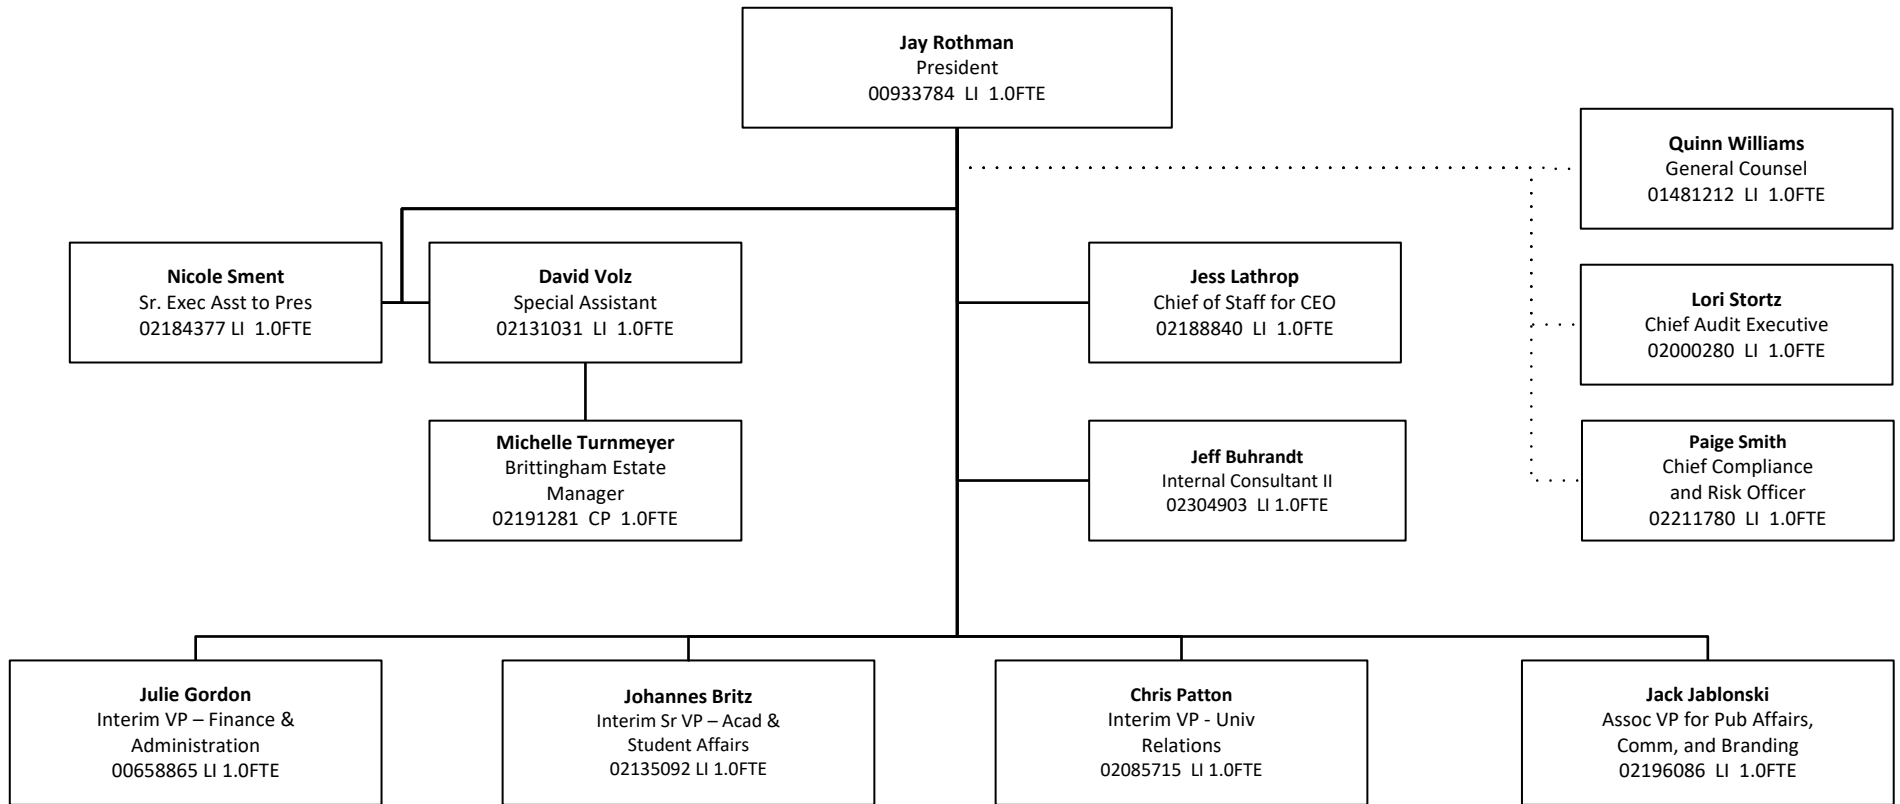 Jay Rothman
President
00933784 LI 1.0FTE
Quinn Williams
General Counsel
01481212 LI 1.0FTE
Nicole Sment
Sr. Exec Asst to Pres
02184377 LI 1.0FTE
David Volz
Special Assistant
02131031 LI 1.0FTE
Jess Lathrop
Chief of Staff for CEO
02188840 LI 1.0FTE
Lori Stortz
Chief Audit Executive
02000280 LI 1.0FTE
Michelle Turnmeyer
Brittingham Estate
Manager
02191281 CP 1.0FTE
Jeff Buhrandt
Internal Consultant II
02304903 LI 1.0FTE
Paige Smith
Chief Compliance
and Risk Officer
02211780 LI 1.0FTE
Julie Gordon
Interim VP – Finance &
Administration
00658865 LI 1.0FTE
Johannes Britz
Interim Sr VP – Acad &
Student Affairs
02135092 LI 1.0FTE
Chris Patton
Interim VP - Univ
Relations
02085715 LI 1.0FTE
Jack Jablonski
Assoc VP for Pub Affairs,
Comm, and Branding
02196086 LI 1.0FTE